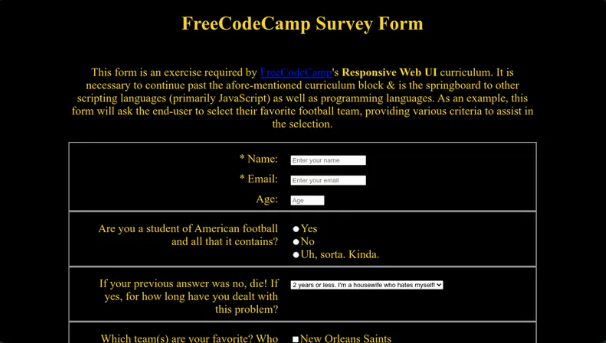 FreeCodeCamp Survey Form
This form is an exercise required by FreeCodeCamp's Responsive Web UI curriculum. It is
necessary to continue past the afore-mentioned curriculum block & is the springboard to other
scripting languages (primarily JavaScript) as well as programming languages. As an example, this
form will ask the end-user to select their favorite football team, providing various criteria to assist in
the selection.
* Name: Enter your name
* Email: Enter your email
Age: Age
Are you a student of American football
and all that it contains?
Yes
No
Uh, sorta. Kinda.
If your previous answer was no, die! If
yes, for how long have you dealt with
this problem?
2 years or less. I'm a housewife who hates myself!
Which team(s) are your favorite? Who
New Orleans Saints